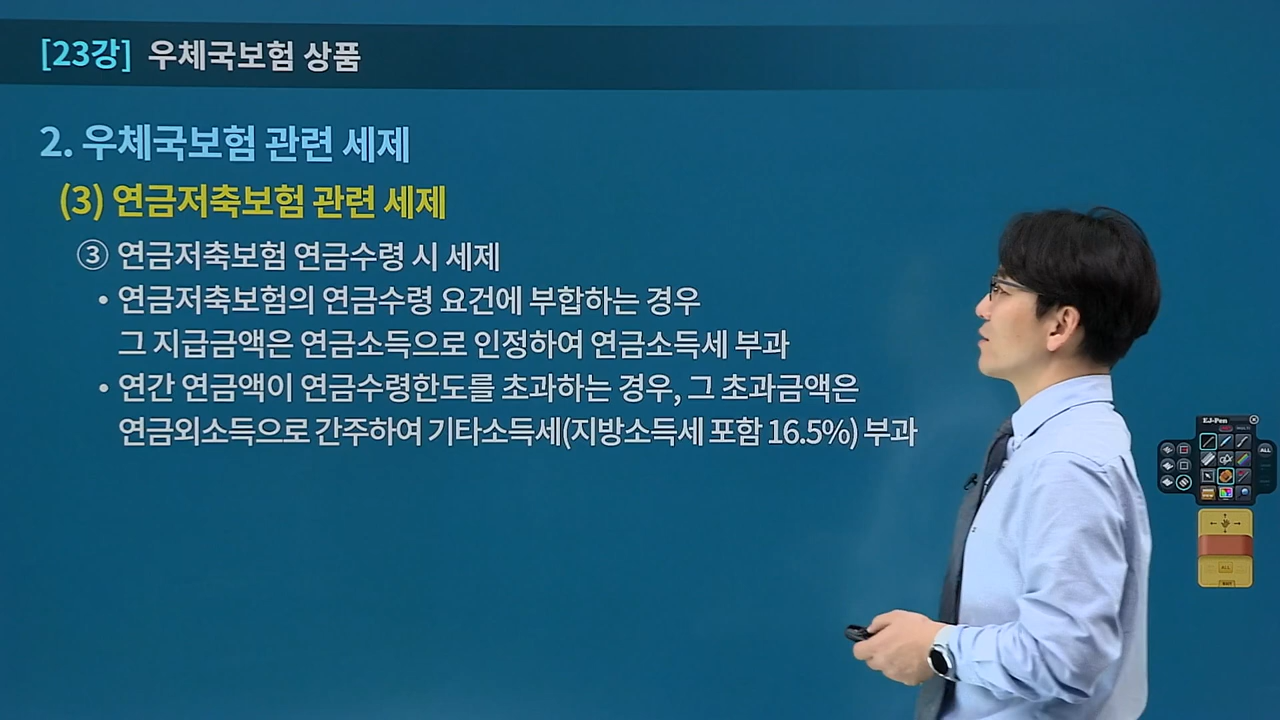 [23강] 우체국보험 상품
2. 우체국보험 관련 세제
(3) 연금저축보험 관련 세제
③ 연금저축보험 연금수령 시 세제
• 연금저축보험의 연금수령 요건에 부합하는 경우
그 지급금액은 연금소득으로 인정하여 연금소득세 부과
• 연간 연금액이 연금수령한도를 초과하는 경우, 그 초과금액은
연금외소득으로 간주하여 기타소득세(지방소득세 포함 16.5%) 부과
EJ-Pen
ALL
ALL